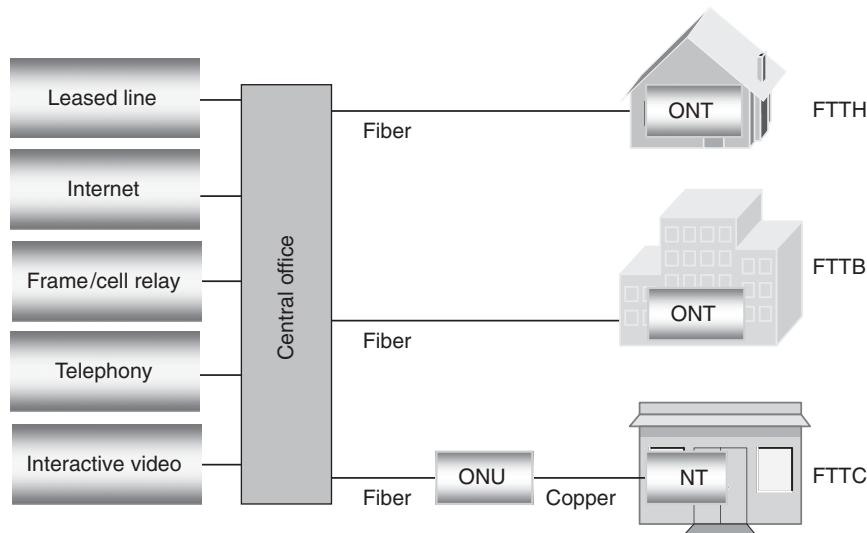 Leased line
Internet
Frame/cell relay
Telephony
Interactive video
Central office
Fiber
ONT
FTTH
Fiber
ONT
FTTB
Fiber
ONU
Copper
NT
FTTC